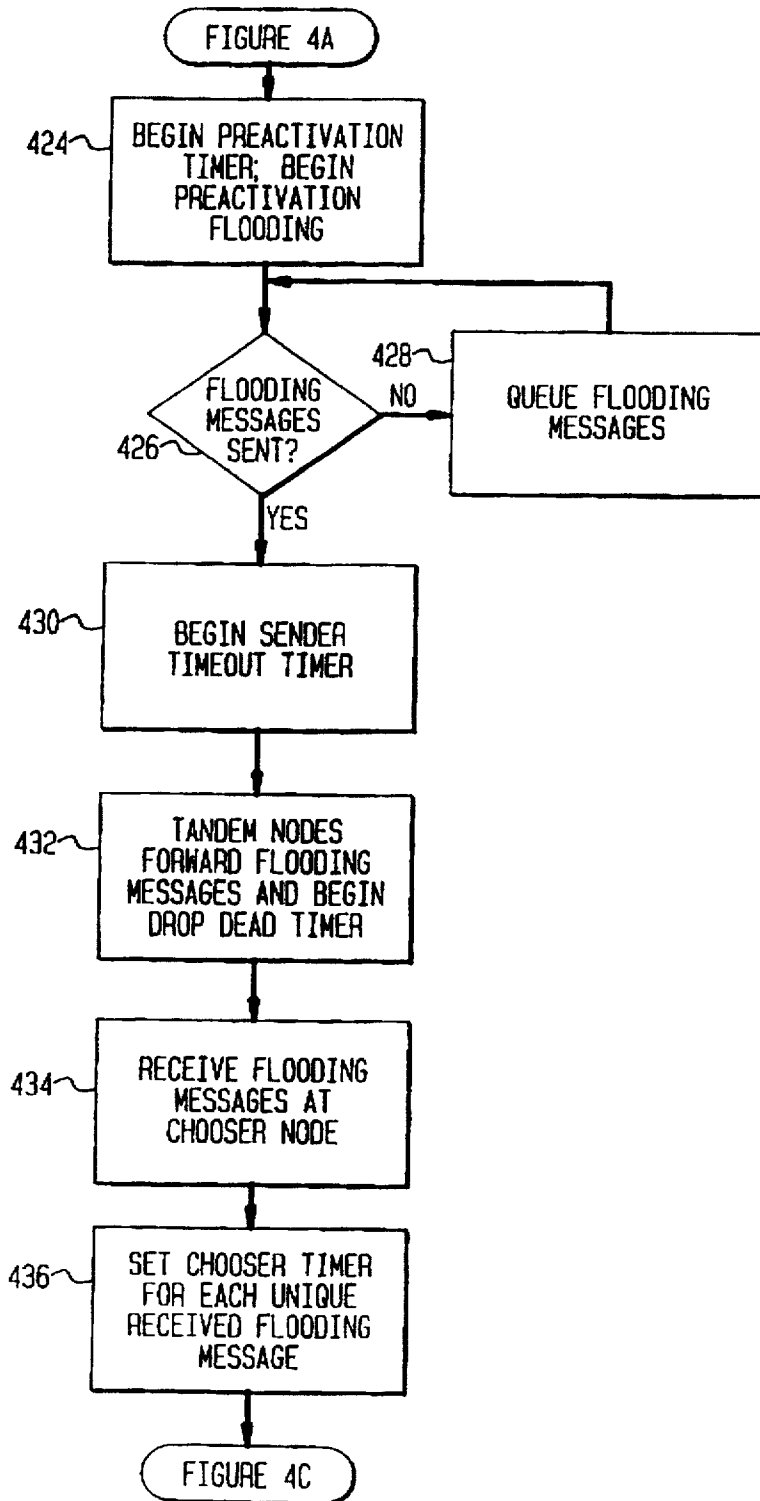 FIGURE 4A
424
BEGIN PREACTIVATION
TIMER; BEGIN
PREACTIVATION
FLOODING
426
FLOODING
MESSAGES
SENT?
NO
428
QUEUE FLOODING
MESSAGES
YES
430
BEGIN SENDER
TIMEOUT TIMER
432
TANDEM NODES
FORWARD FLOODING
MESSAGES AND BEGIN
DROP DEAD TIMER
434
RECEIVE FLOODING
MESSAGES AT
CHOOSER NODE
436
SET CHOOSER TIMER
FOR EACH UNIQUE
RECEIVED FLOODING
MESSAGE
FIGURE 4C